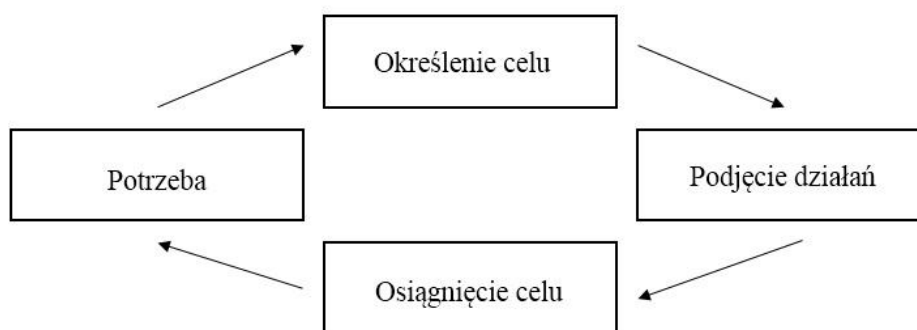 Określenie celu
Potrzeba
Podjęcie działań
Osiągnięcie celu